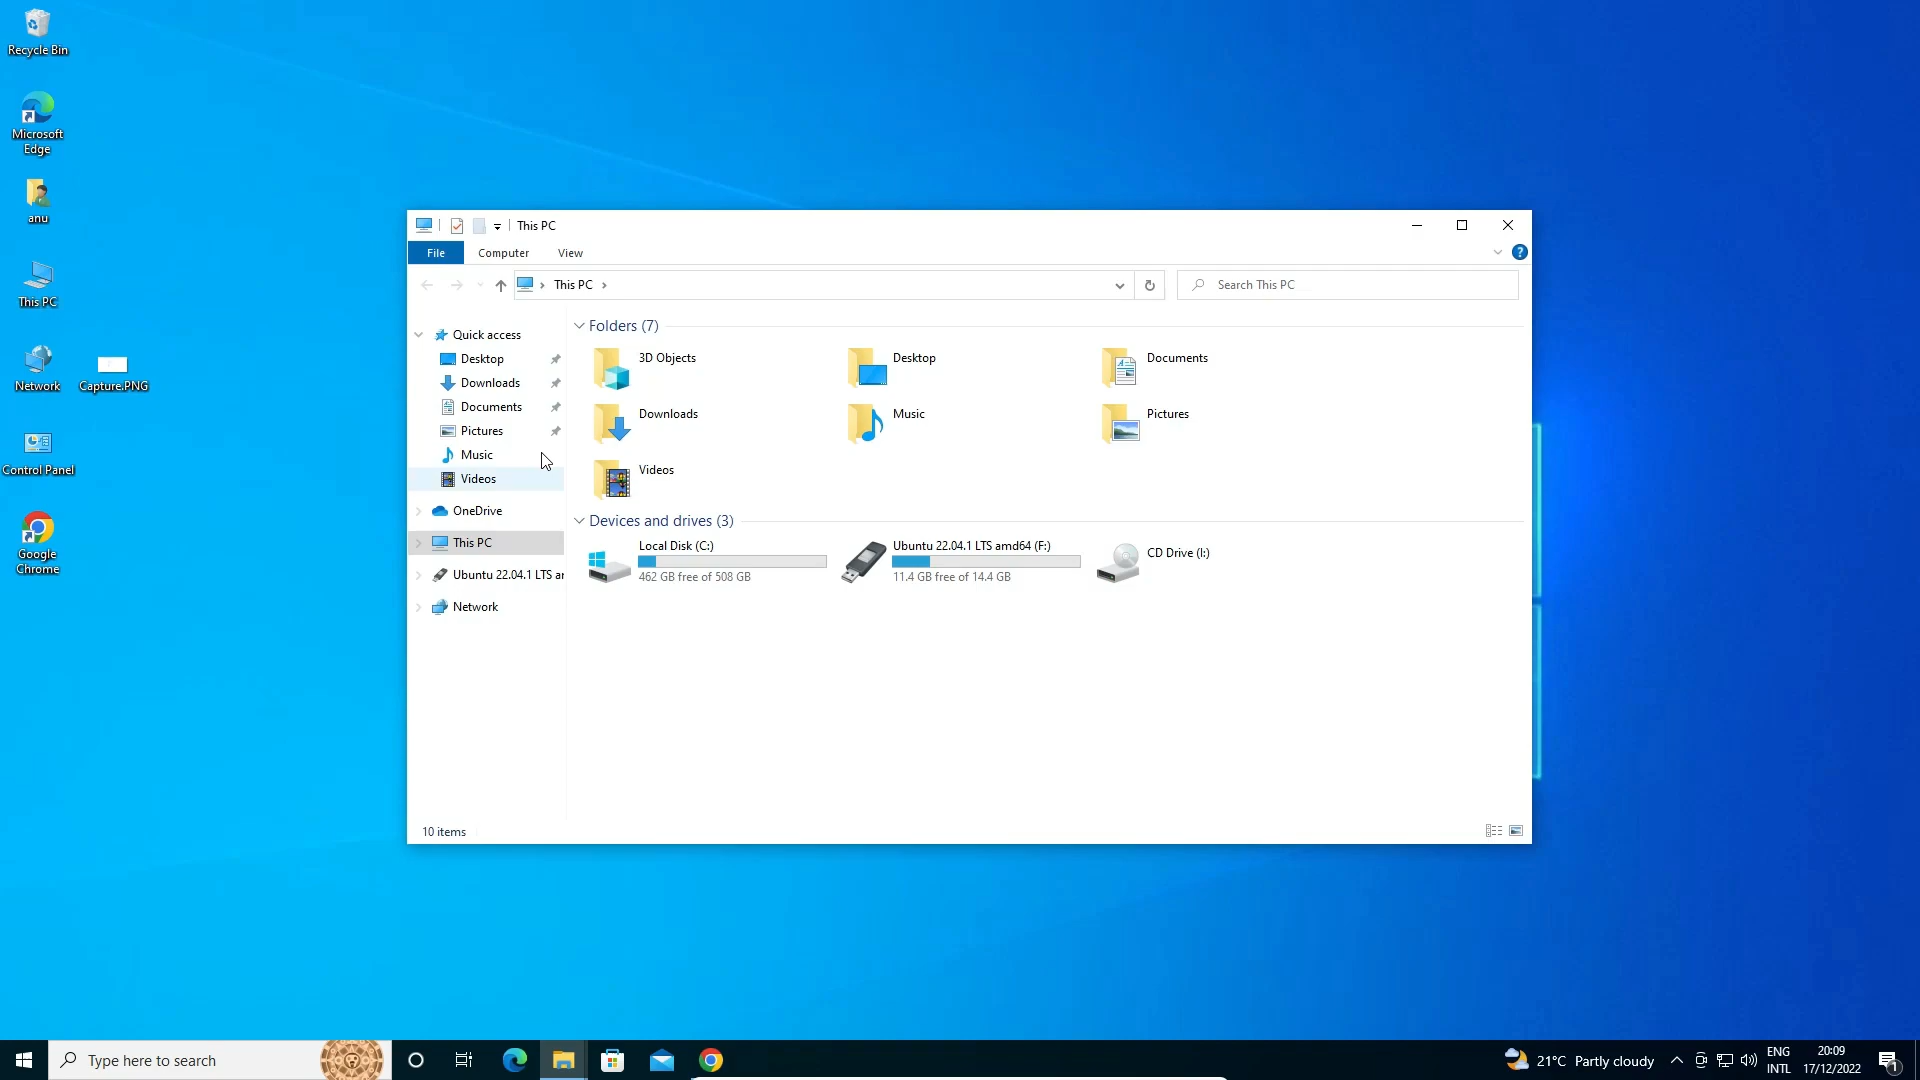 Recycle Bin
Microsoft
Edge
anu
This PC
Network
Capture.PNG
Control Panel
Google
Chrome
This PC
File
Computer
View
This PC
Search This PC
Quick access
Desktop
Downloads
Documents
Pictures
Music
Videos
OneDrive
This PC
Ubuntu 22.04.1 LTS ar
Network
Folders (7)
3D Objects
Desktop
Documents
Downloads
Music
Pictures
Videos
Devices and drives (3)
Local Disk (C:)
462 GB free of 508 GB
Ubuntu 22.04.1 LTS amd64 (F:)
11.4 GB free of 14.4 GB
CD Drive (I:)
10 items
Type here to search
21°C Partly cloudy
ENG
INTL
20:09
17/12/2022
1